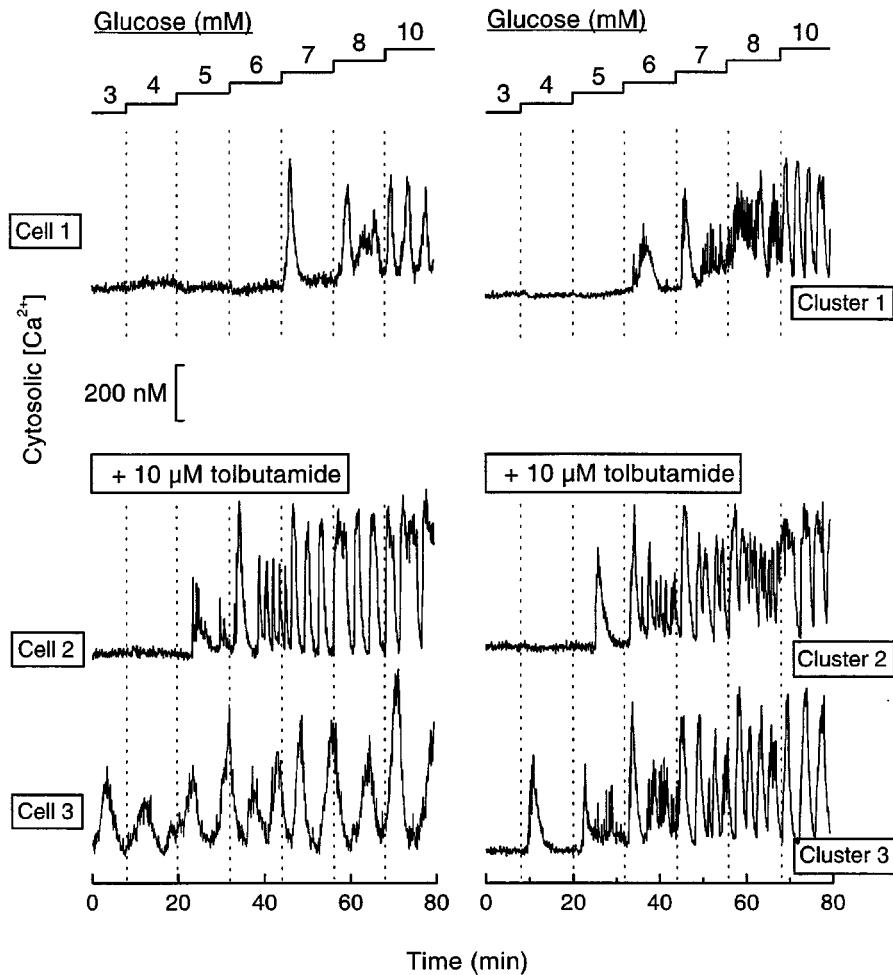 Glucose (mM)
3 4 5 6 7 8 10
Glucose (mM)
3 4 5 6 7 8 10
Cytosolic [Ca²⁺]
Cell 1
Cluster 1
200 nM
+ 10 µM tolbutamide
+ 10 µM tolbutamide
Cell 2
Cluster 2
Cell 3
Cluster 3
0 20 40 60 80
0 20 40 60 80
Time (min)